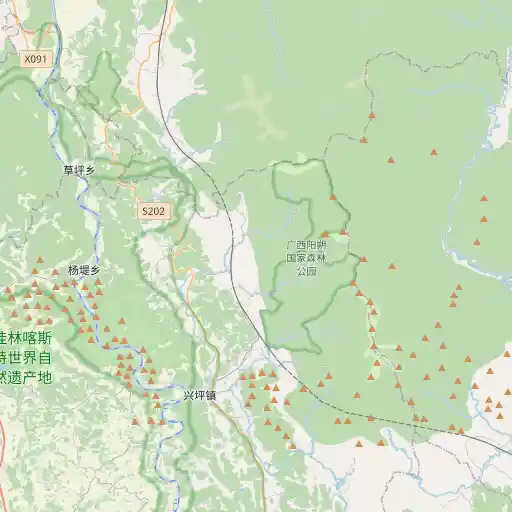 X091
草坪乡
S202
广西阳朔
国家森林
公园
杨堤乡
桂林喀斯
特世界自
然遗产地
兴坪镇